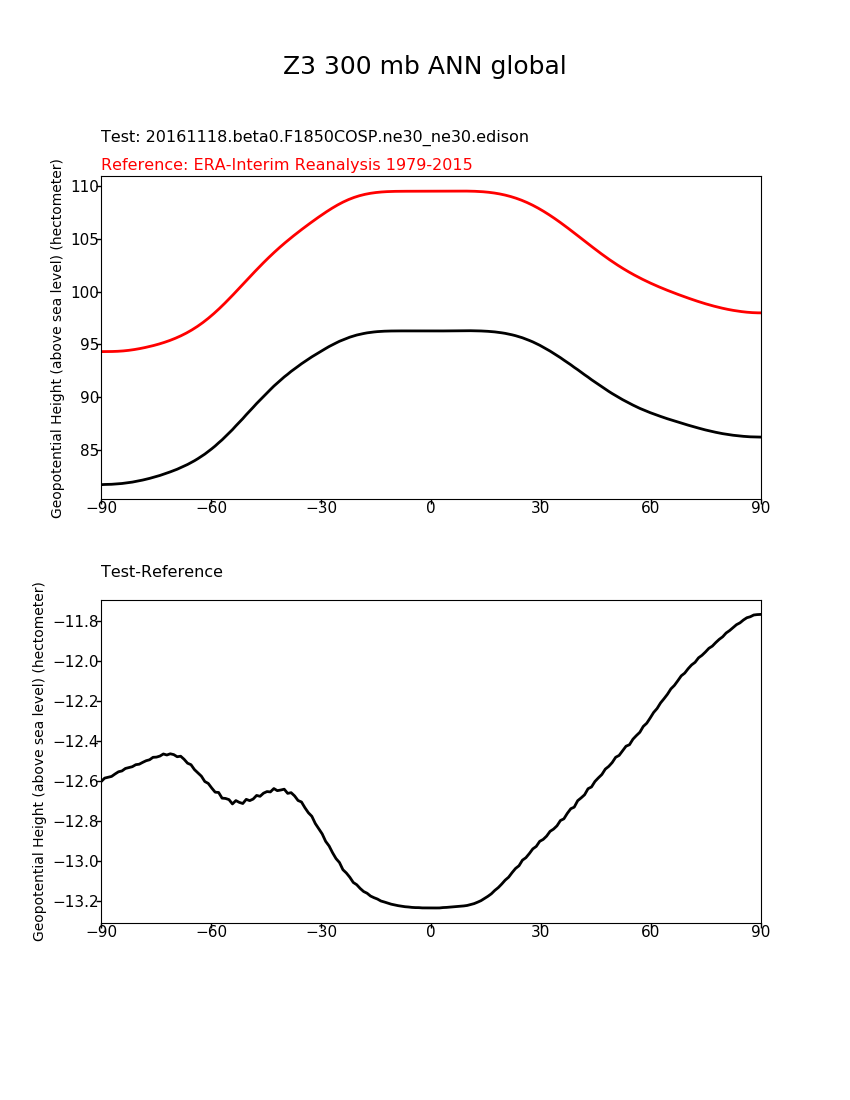 Z3 300 mb ANN global
Test: 20161118.beta0.F1850COSP.ne30_ne30.edison
Reference: ERA-Interim Reanalysis 1979-2015
Geopotential Height (above sea level) (hectometer)
110
105
100
95
90
85
−90 −60 −30 0 30 60 90
Test-Reference
Geopotential Height (above sea level) (hectometer)
−11.8
−12.0
−12.2
−12.4
−12.6
−12.8
−13.0
−13.2
−90 −60 −30 0 30 60 90